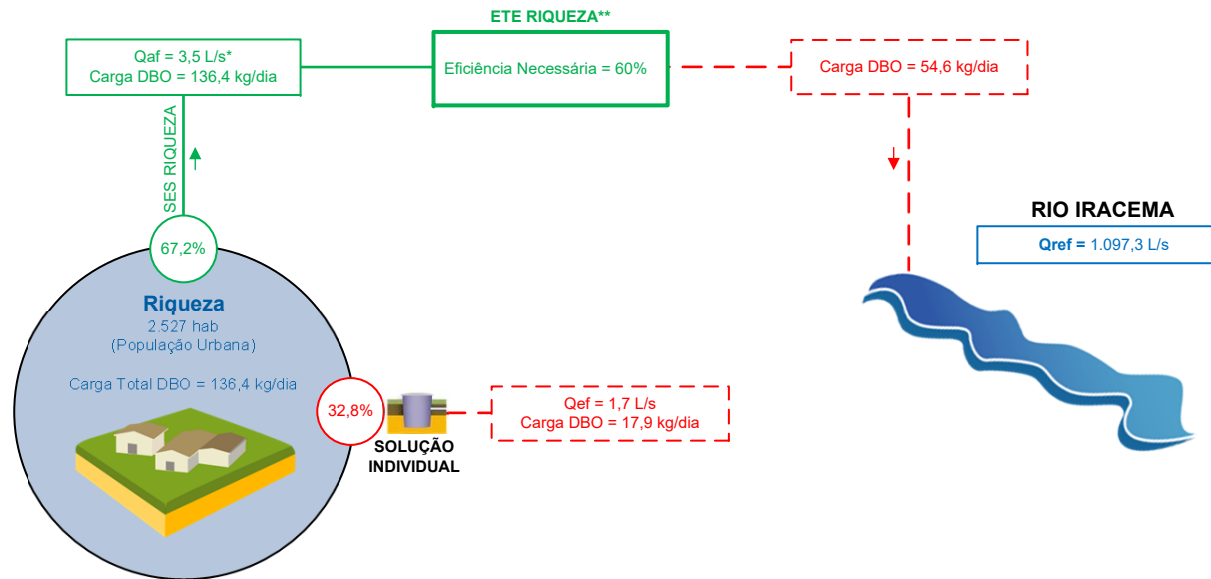 ETE RIQUEZA**
Qaf = 3,5 L/s*
Carga DBO = 136,4 kg/dia
Eficiência Necessária = 60%
Carga DBO = 54,6 kg/dia
SES RIQUEZA
RIO IRACEMA
Qref = 1.097,3 L/s
67,2%
Riqueza
2.527 hab
(População Urbana)
Carga Total DBO = 136,4 kg/dia
32,8%
SOLUÇÃO
INDIVIDUAL
Qef = 1,7 L/s
Carga DBO = 17,9 kg/dia